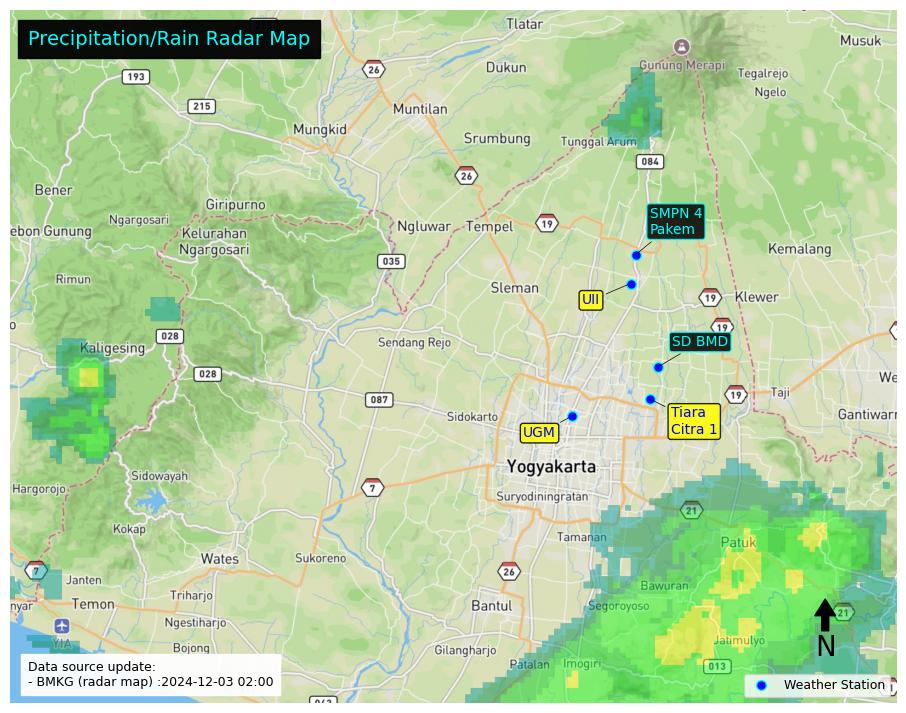 Precipitation/Rain Radar Map
Tlatar
Musuk
26
Gunung Merapi
193
Dukun
Tegalrejo
Ngelo
215
Muntilan
Mungkid
Srumbung
Tunggal Arum
084
26
Bener
Giripurno
SMPN 4
Pakem
Ngargosari
ebon Gunung
Kelurahan
Ngargosari
Ngluwar
Tempel
19
Kemalang
035
Rimun
Sleman
UII
19
Klewer
19
028
Kaligesing
Sendang Rejo
SD BMD
028
We
087
19
Taji
Sidokarto
Tiara
Citra 1
Gantiwarn
UGM
Yogyakarta
Sidowayah
Hargorojo
7
Suryodiningratan
21
Kokap
Tamanan
Patuk
Wates
Sukoreno
7
Janten
26
Bawuran
nyar
Temon
Triharjo
Bantul
Segoroyoso
21
Ngestiharjo
YIA
Jatimulyo
N
Bojong
Gilangharjo
Patalan
Imogiri
013
Data source update:
- BMKG (radar map) :2024-12-03 02:00
Weather Station